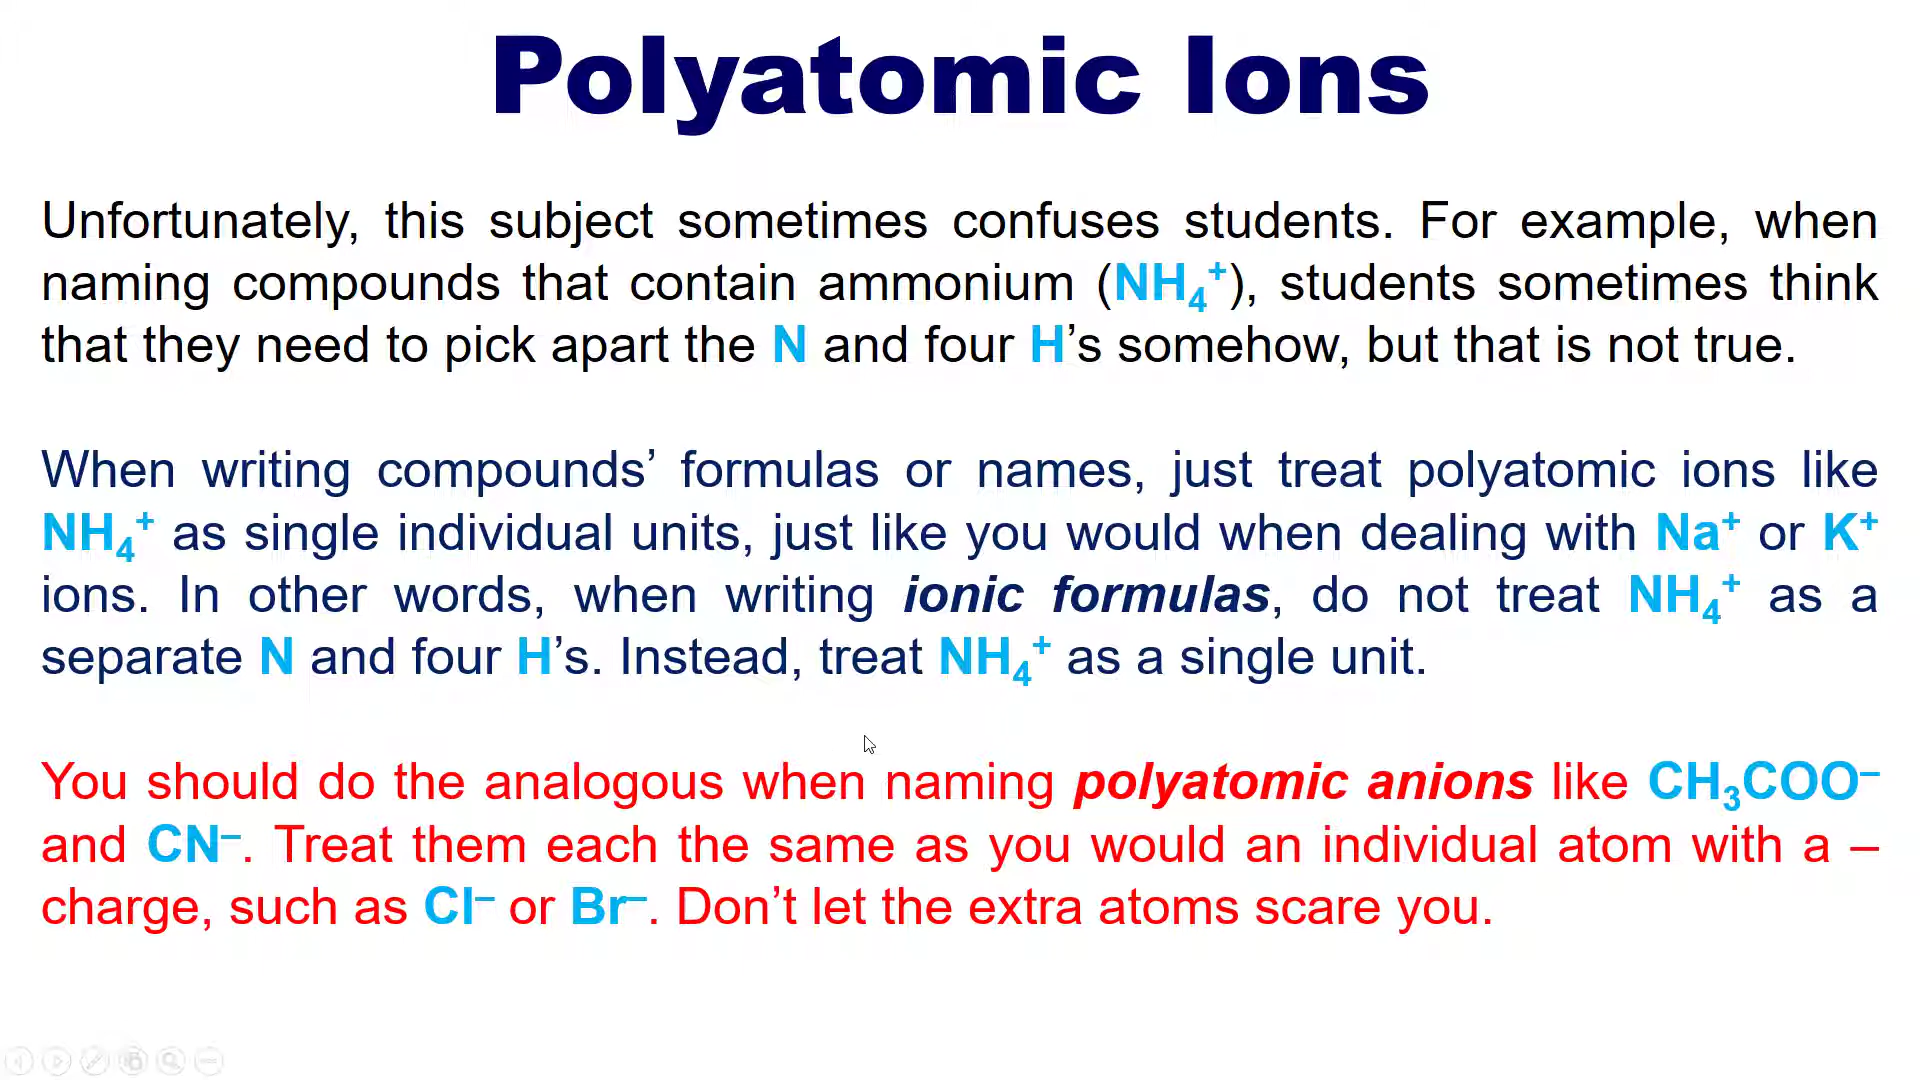 Polyatomic Ions
Unfortunately, this subject sometimes confuses students. For example, when
naming compounds that contain ammonium (NH₄⁺), students sometimes think
that they need to pick apart the N and four H’s somehow, but that is not true.
When writing compounds’ formulas or names, just treat polyatomic ions like
NH₄⁺ as single individual units, just like you would when dealing with Na⁺ or K⁺
ions. In other words, when writing ionic formulas, do not treat NH₄⁺ as a
separate N and four H’s. Instead, treat NH₄⁺ as a single unit.
You should do the analogous when naming polyatomic anions like CH₃COO⁻
and CN⁻. Treat them each the same as you would an individual atom with a –
charge, such as Cl⁻ or Br⁻. Don’t let the extra atoms scare you.